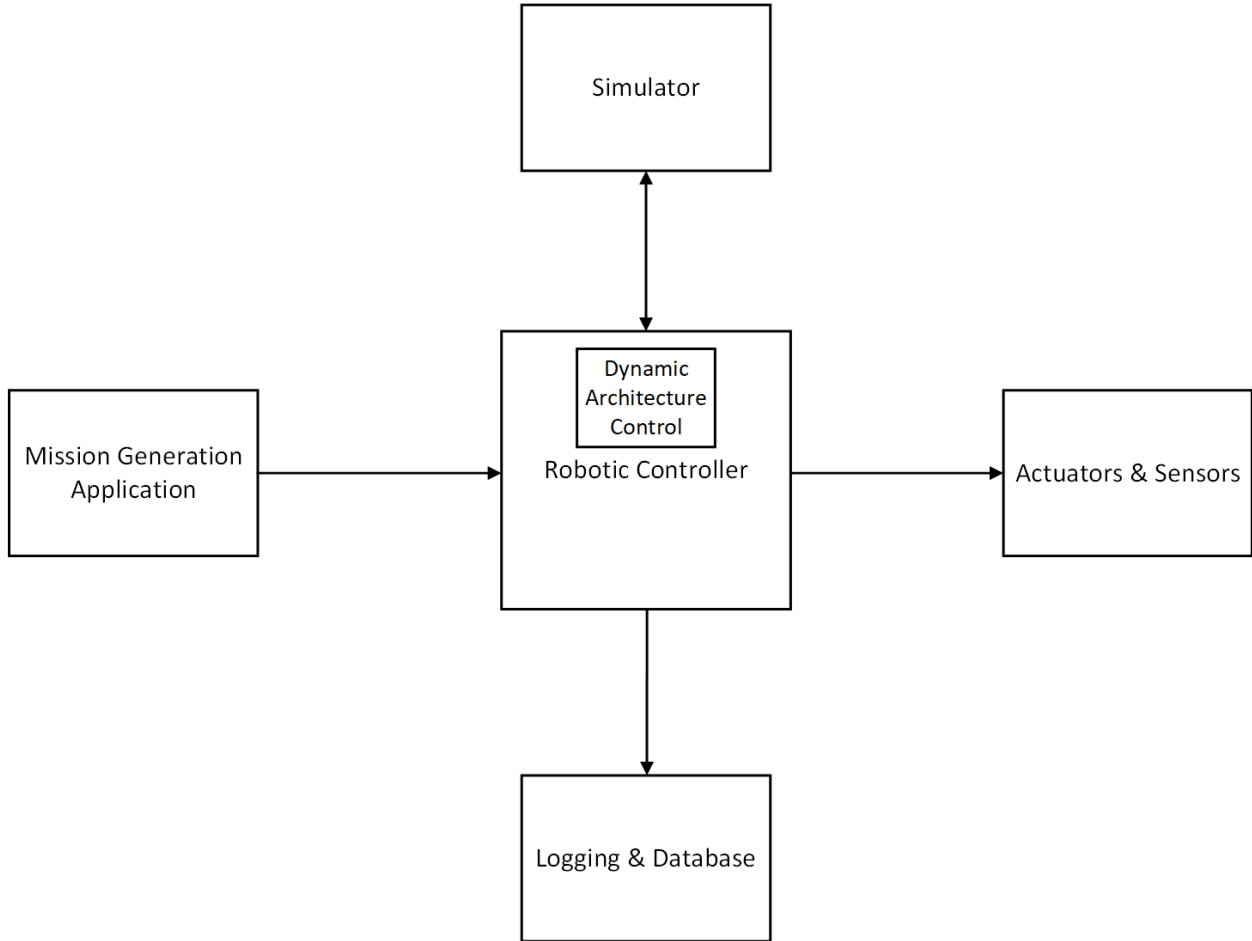 Simulator
Dynamic
Architecture
Control
Robotic Controller
Mission Generation
Application
Actuators & Sensors
Logging & Database